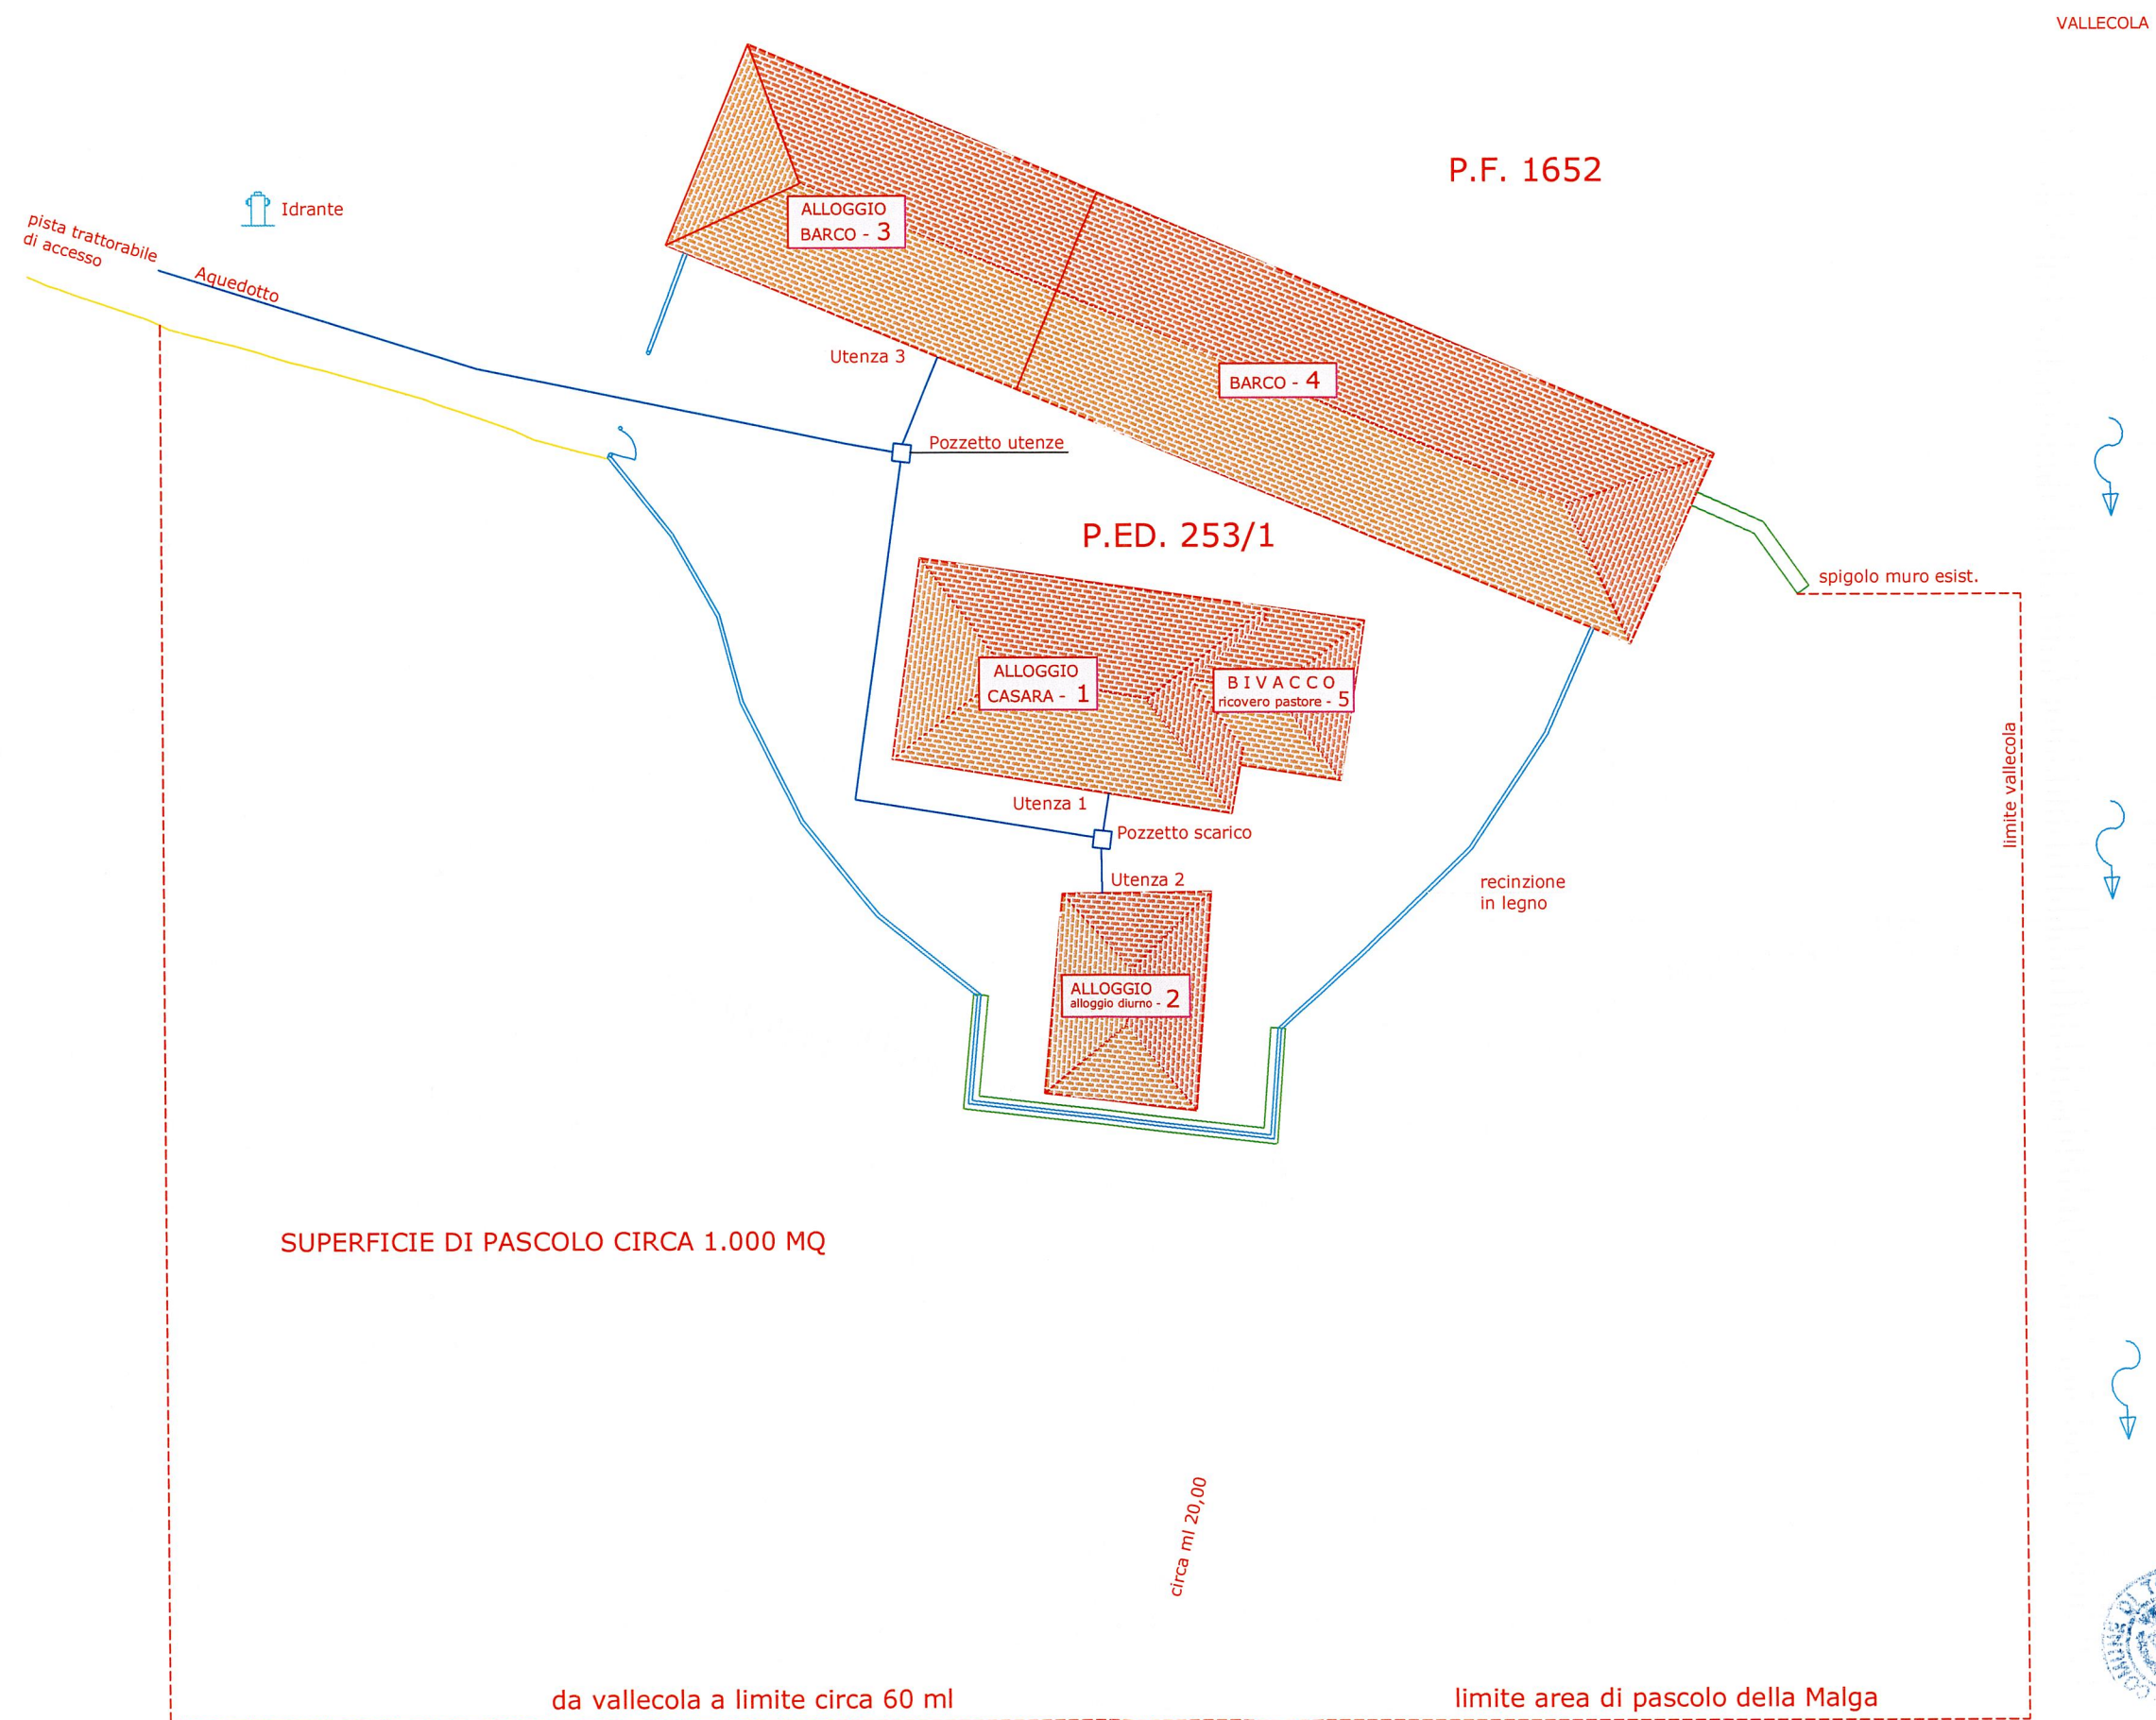 VALLECOLA
P.F. 1652
Idrante
pista trattorabile
di accesso
Aquedotto
ALLOGGIO
BARCO - 3
Utenza 3
BARCO - 4
Pozzetto utenze
P.ED. 253/1
spigolo muro esist.
ALLOGGIO
CASARA - 1
BIVACCO
ricovero pastore - 5
limite vallecola
Utenza 1
Pozzetto scarico
Utenza 2
recinzione
in legno
ALLOGGIO
alloggio diurno - 2
SUPERFICIE DI PASCOLO CIRCA 1.000 MQ
circa ml 20,00
da vallecola a limite circa 60 ml
limite area di pascolo della Malga